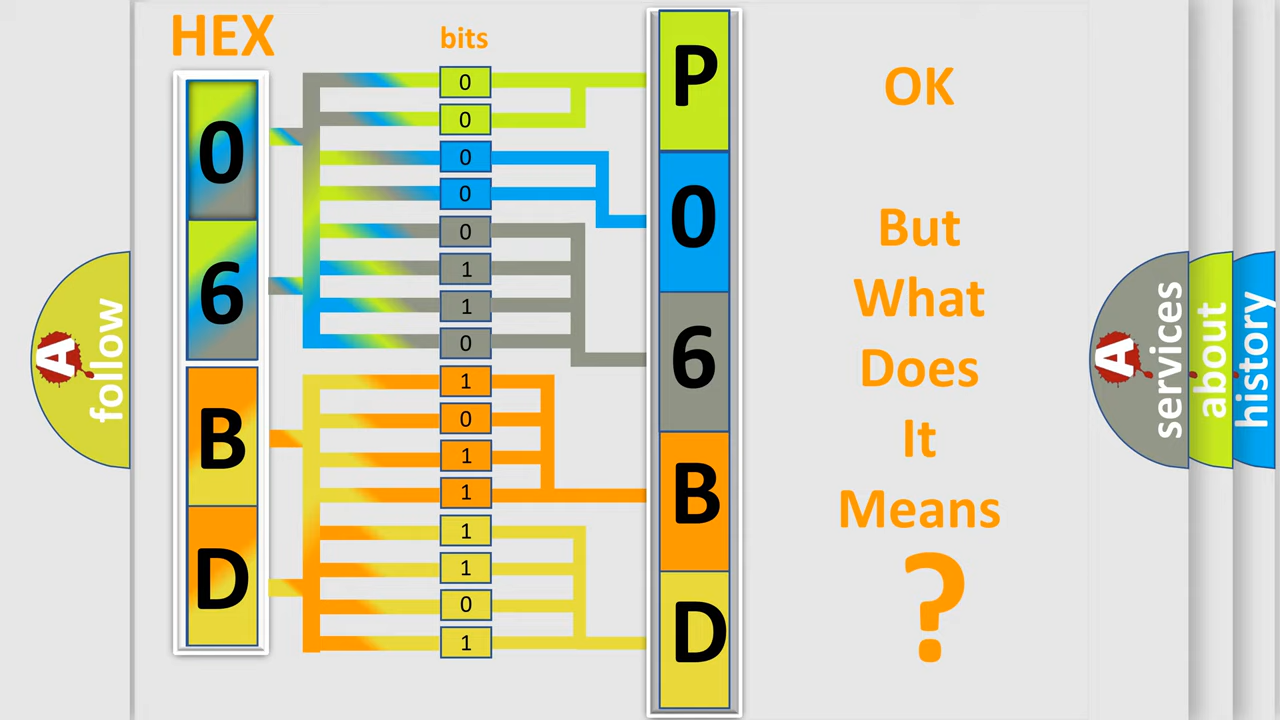 HEX
bits
0
6
B
D
0
0
0
0
0
1
1
0
1
0
1
1
1
1
0
1
P
0
6
B
D
OK
But
What
Does
It
Means
?
A
follow
A
services
about
history